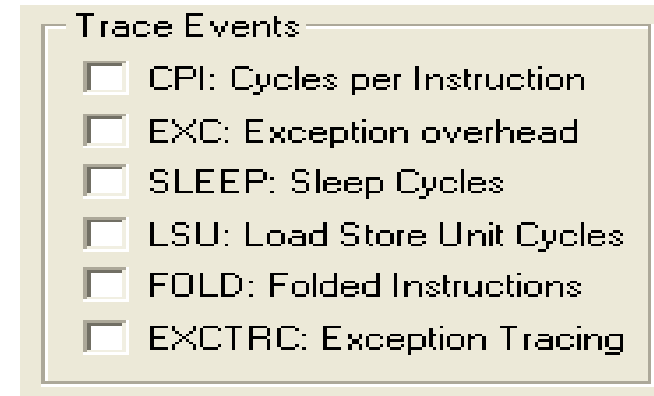 Trace Events
CPI: Cycles per Instruction
EXC: Exception overhead
SLEEP: Sleep Cycles
LSU: Load Store Unit Cycles
FOLD: Folded Instructions
EXCTRC: Exception Tracing